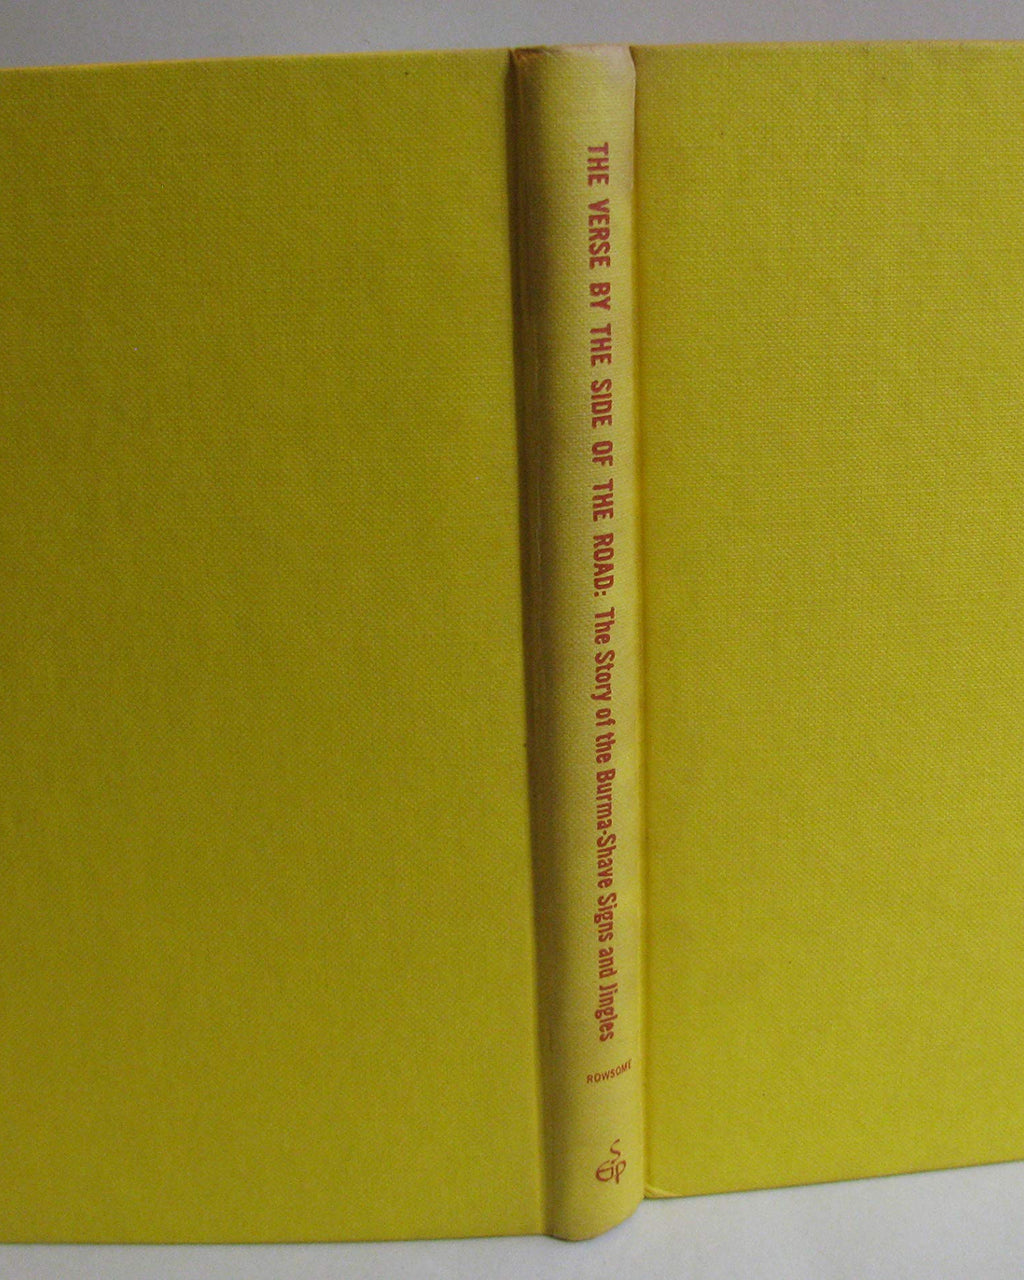 THE VERSE BY THE SIDE OF THE ROAD: The Story of the Burma-Shave Signs and Jingles
ROWSOME